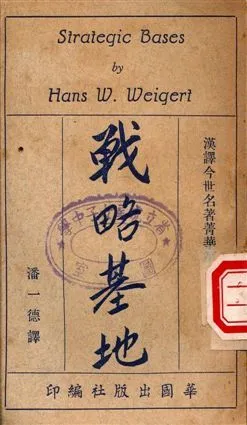 Strategic Bases
by
Hans W. Weigert
漢譯今世名著菁華
戰略基地
潘一德譯
華國出版社編印